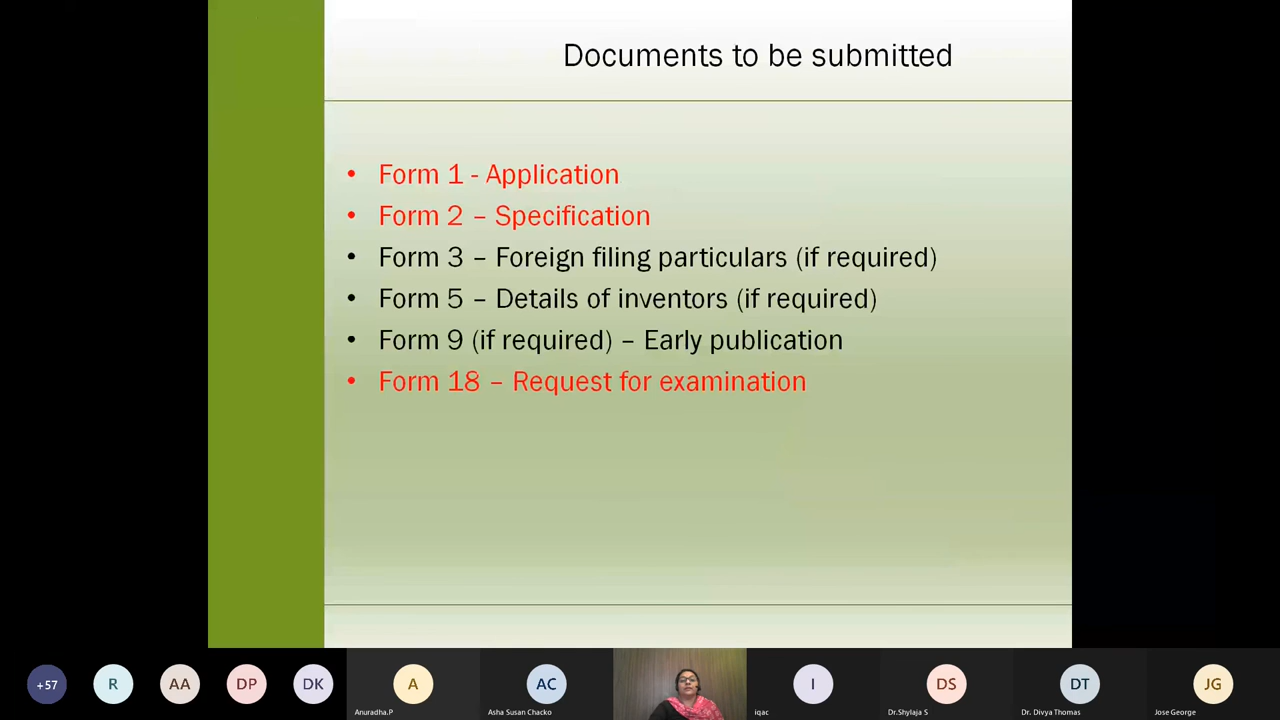 Documents to be submitted
• Form 1 - Application
• Form 2 – Specification
• Form 3 – Foreign filing particulars (if required)
• Form 5 – Details of inventors (if required)
• Form 9 (if required) – Early publication
• Form 18 – Request for examination
+57 R AA DP DK A AC I DS DT JG
Anuradha.P Asha Susan Chacko iqac Dr.Shylaja S Dr. Divya Thomas Jose George